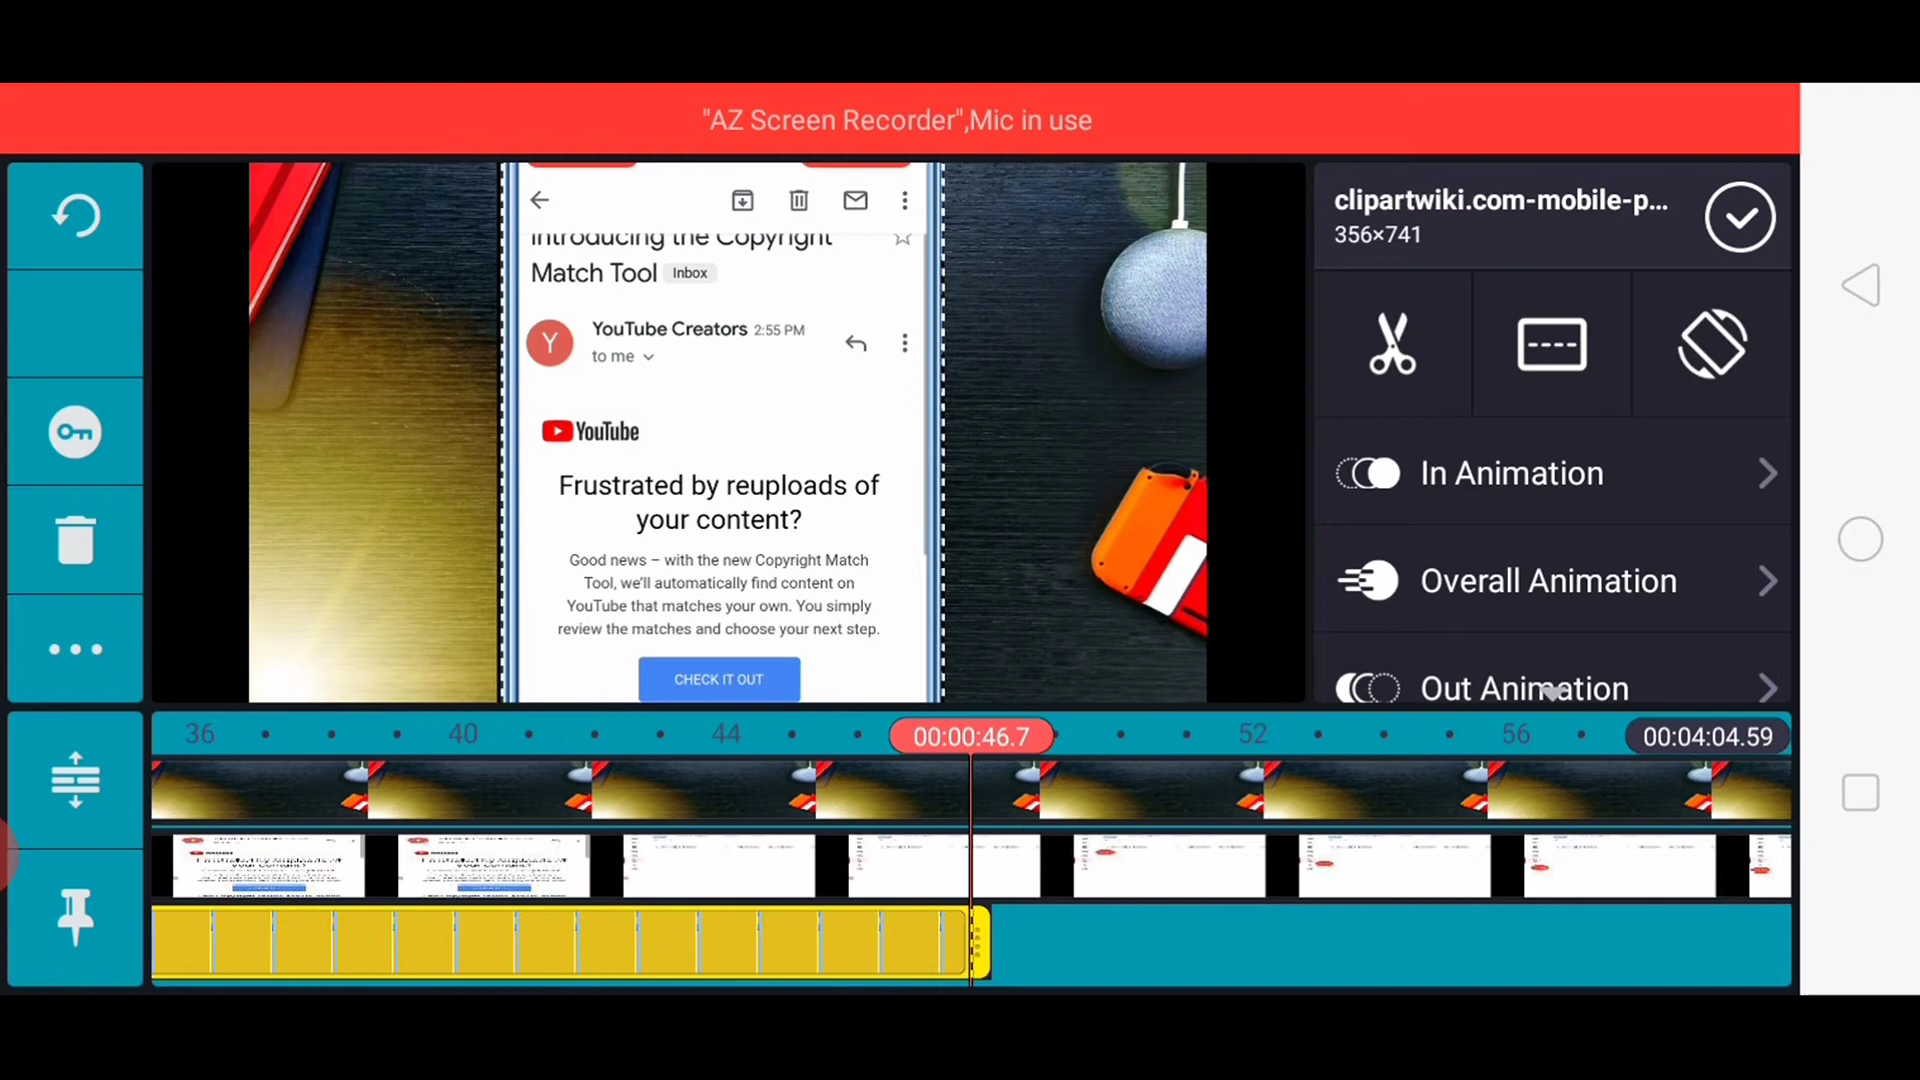 "AZ Screen Recorder",Mic in use
Introducing the Copyright
Match Tool Inbox
YouTube Creators 2:55 PM
to me
Y
YouTube
Frustrated by reuploads of
your content?
Good news – with the new Copyright Match
Tool, we'll automatically find content on
YouTube that matches your own. You simply
review the matches and choose your next step.
CHECK IT OUT
clipartwiki.com-mobile-p...
356×741
In Animation
Overall Animation
Out Animation
36 40 44 00:00:46.7 52 56 00:04:04.59